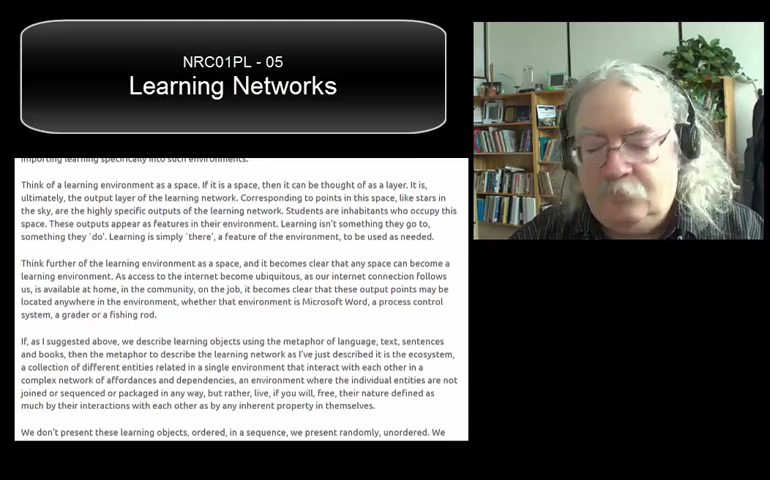 NRC01PL - 05
Learning Networks
importing learning specifically into such environments.
Think of a learning environment as a space. If it is a space, then it can be thought of as a layer. It is,
ultimately, the output layer of the learning network. Corresponding to points in this space, like stars in
the sky, are the highly specific outputs of the learning network. Students are inhabitants who occupy this
space. These outputs appear as features in their environment. Learning isn't something they go to,
something they `do'. Learning is simply `there', a feature of the environment, to be used as needed.
Think further of the learning environment as a space, and it becomes clear that any space can become a
learning environment. As access to the internet become ubiquitous, as our internet connection follows
us, is available at home, in the community, on the job, it becomes clear that these output points may be
located anywhere in the environment, whether that environment is Microsoft Word, a process control
system, a grader or a fishing rod.
If, as I suggested above, we describe learning objects using the metaphor of language, text, sentences
and books, then the metaphor to describe the learning network as I've just described it is the ecosystem,
a collection of different entities related in a single environment that interact with each other in a
complex network of affordances and dependencies, an environment where the individual entities are not
joined or sequenced or packaged in any way, but rather, live, if you will, free, their nature defined as
much by their interactions with each other as by any inherent property in themselves.
We don't present these learning objects, ordered, in a sequence, we present randomly, unordered. We